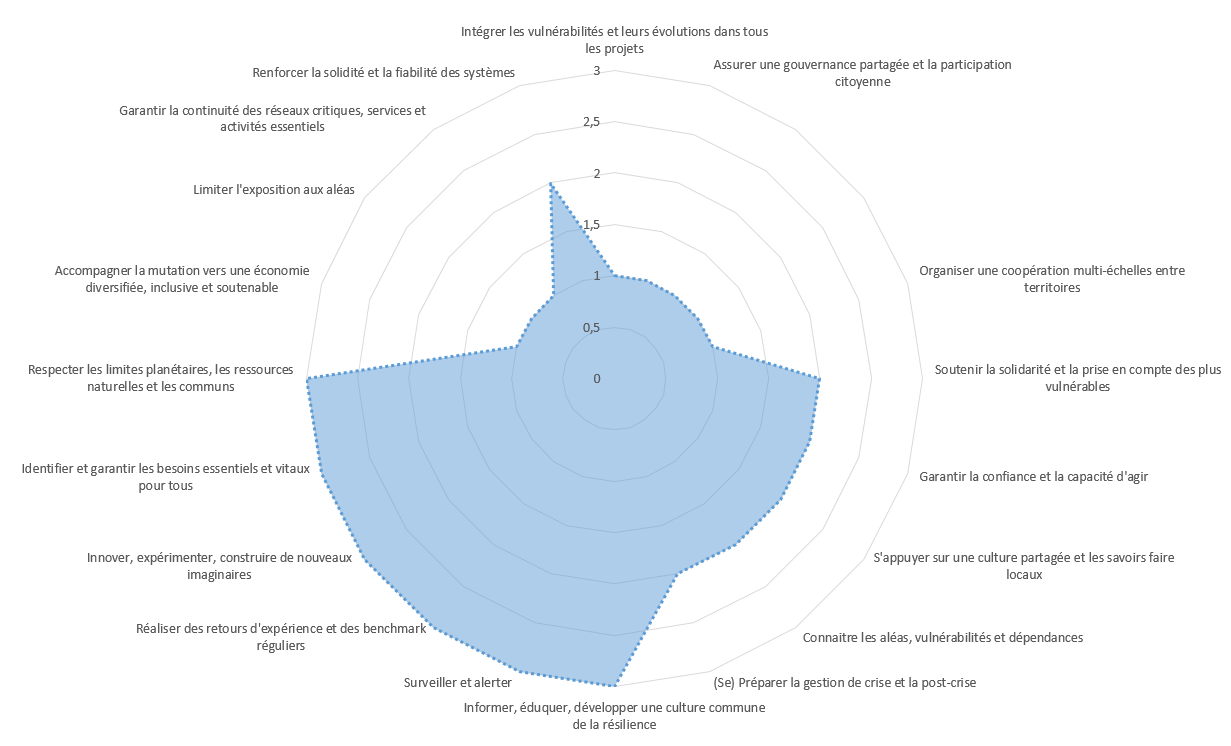 Intégrer les vulnérabilités et leurs évolutions dans tous
les projets
Assurer une gouvernance partagée et la participation
citoyenne
Organiser une coopération multi-échelles entre
territoires
Soutenir la solidarité et la prise en compte des plus
vulnérables
Garantir la confiance et la capacité d'agir
S'appuyer sur une culture partagée et les savoirs faire
locaux
Connaitre les aléas, vulnérabilités et dépendances
(Se) Préparer la gestion de crise et la post-crise
Informer, éduquer, développer une culture commune
de la résilience
Surveiller et alerter
Réaliser des retours d'expérience et des benchmark
réguliers
Innover, expérimenter, construire de nouveaux
imaginaires
Identifier et garantir les besoins essentiels et vitaux
pour tous
Respecter les limites planétaires, les ressources
naturelles et les communs
Accompagner la mutation vers une économie
diversifiée, inclusive et soutenable
Limiter l'exposition aux aléas
Garantir la continuité des réseaux critiques, services et
activités essentiels
Renforcer la solidité et la fiabilité des systèmes
3
2,5
2
1,5
1
0,5
0